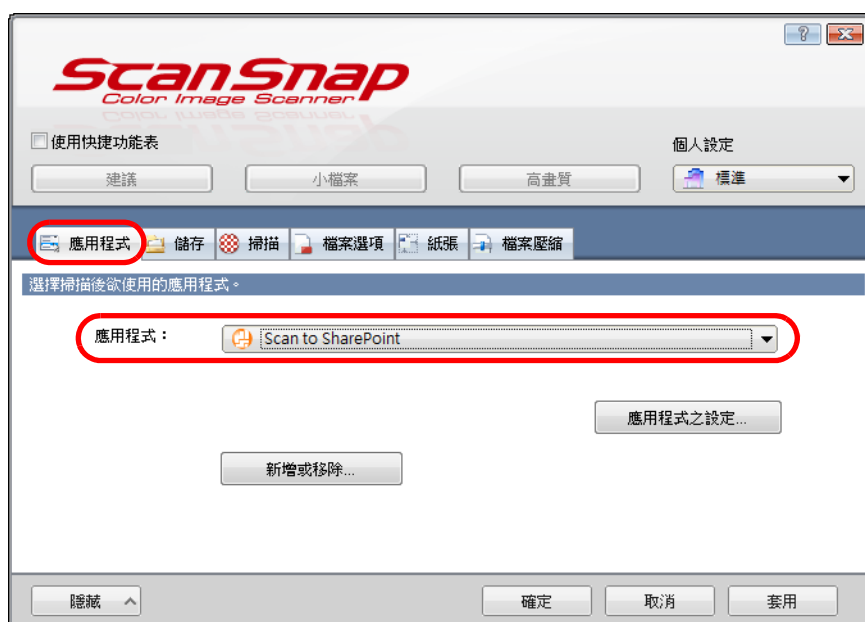 ScanSnap
Color Image Scanner
使用快捷功能表
個人設定
建議 小檔案 高畫質 標準
應用程式 儲存 掃描 檔案選項 紙張 檔案壓縮
選擇掃描後欲使用的應用程式。
應用程式： Scan to SharePoint
應用程式之設定...
新增或移除...
隱藏 確定 取消 套用